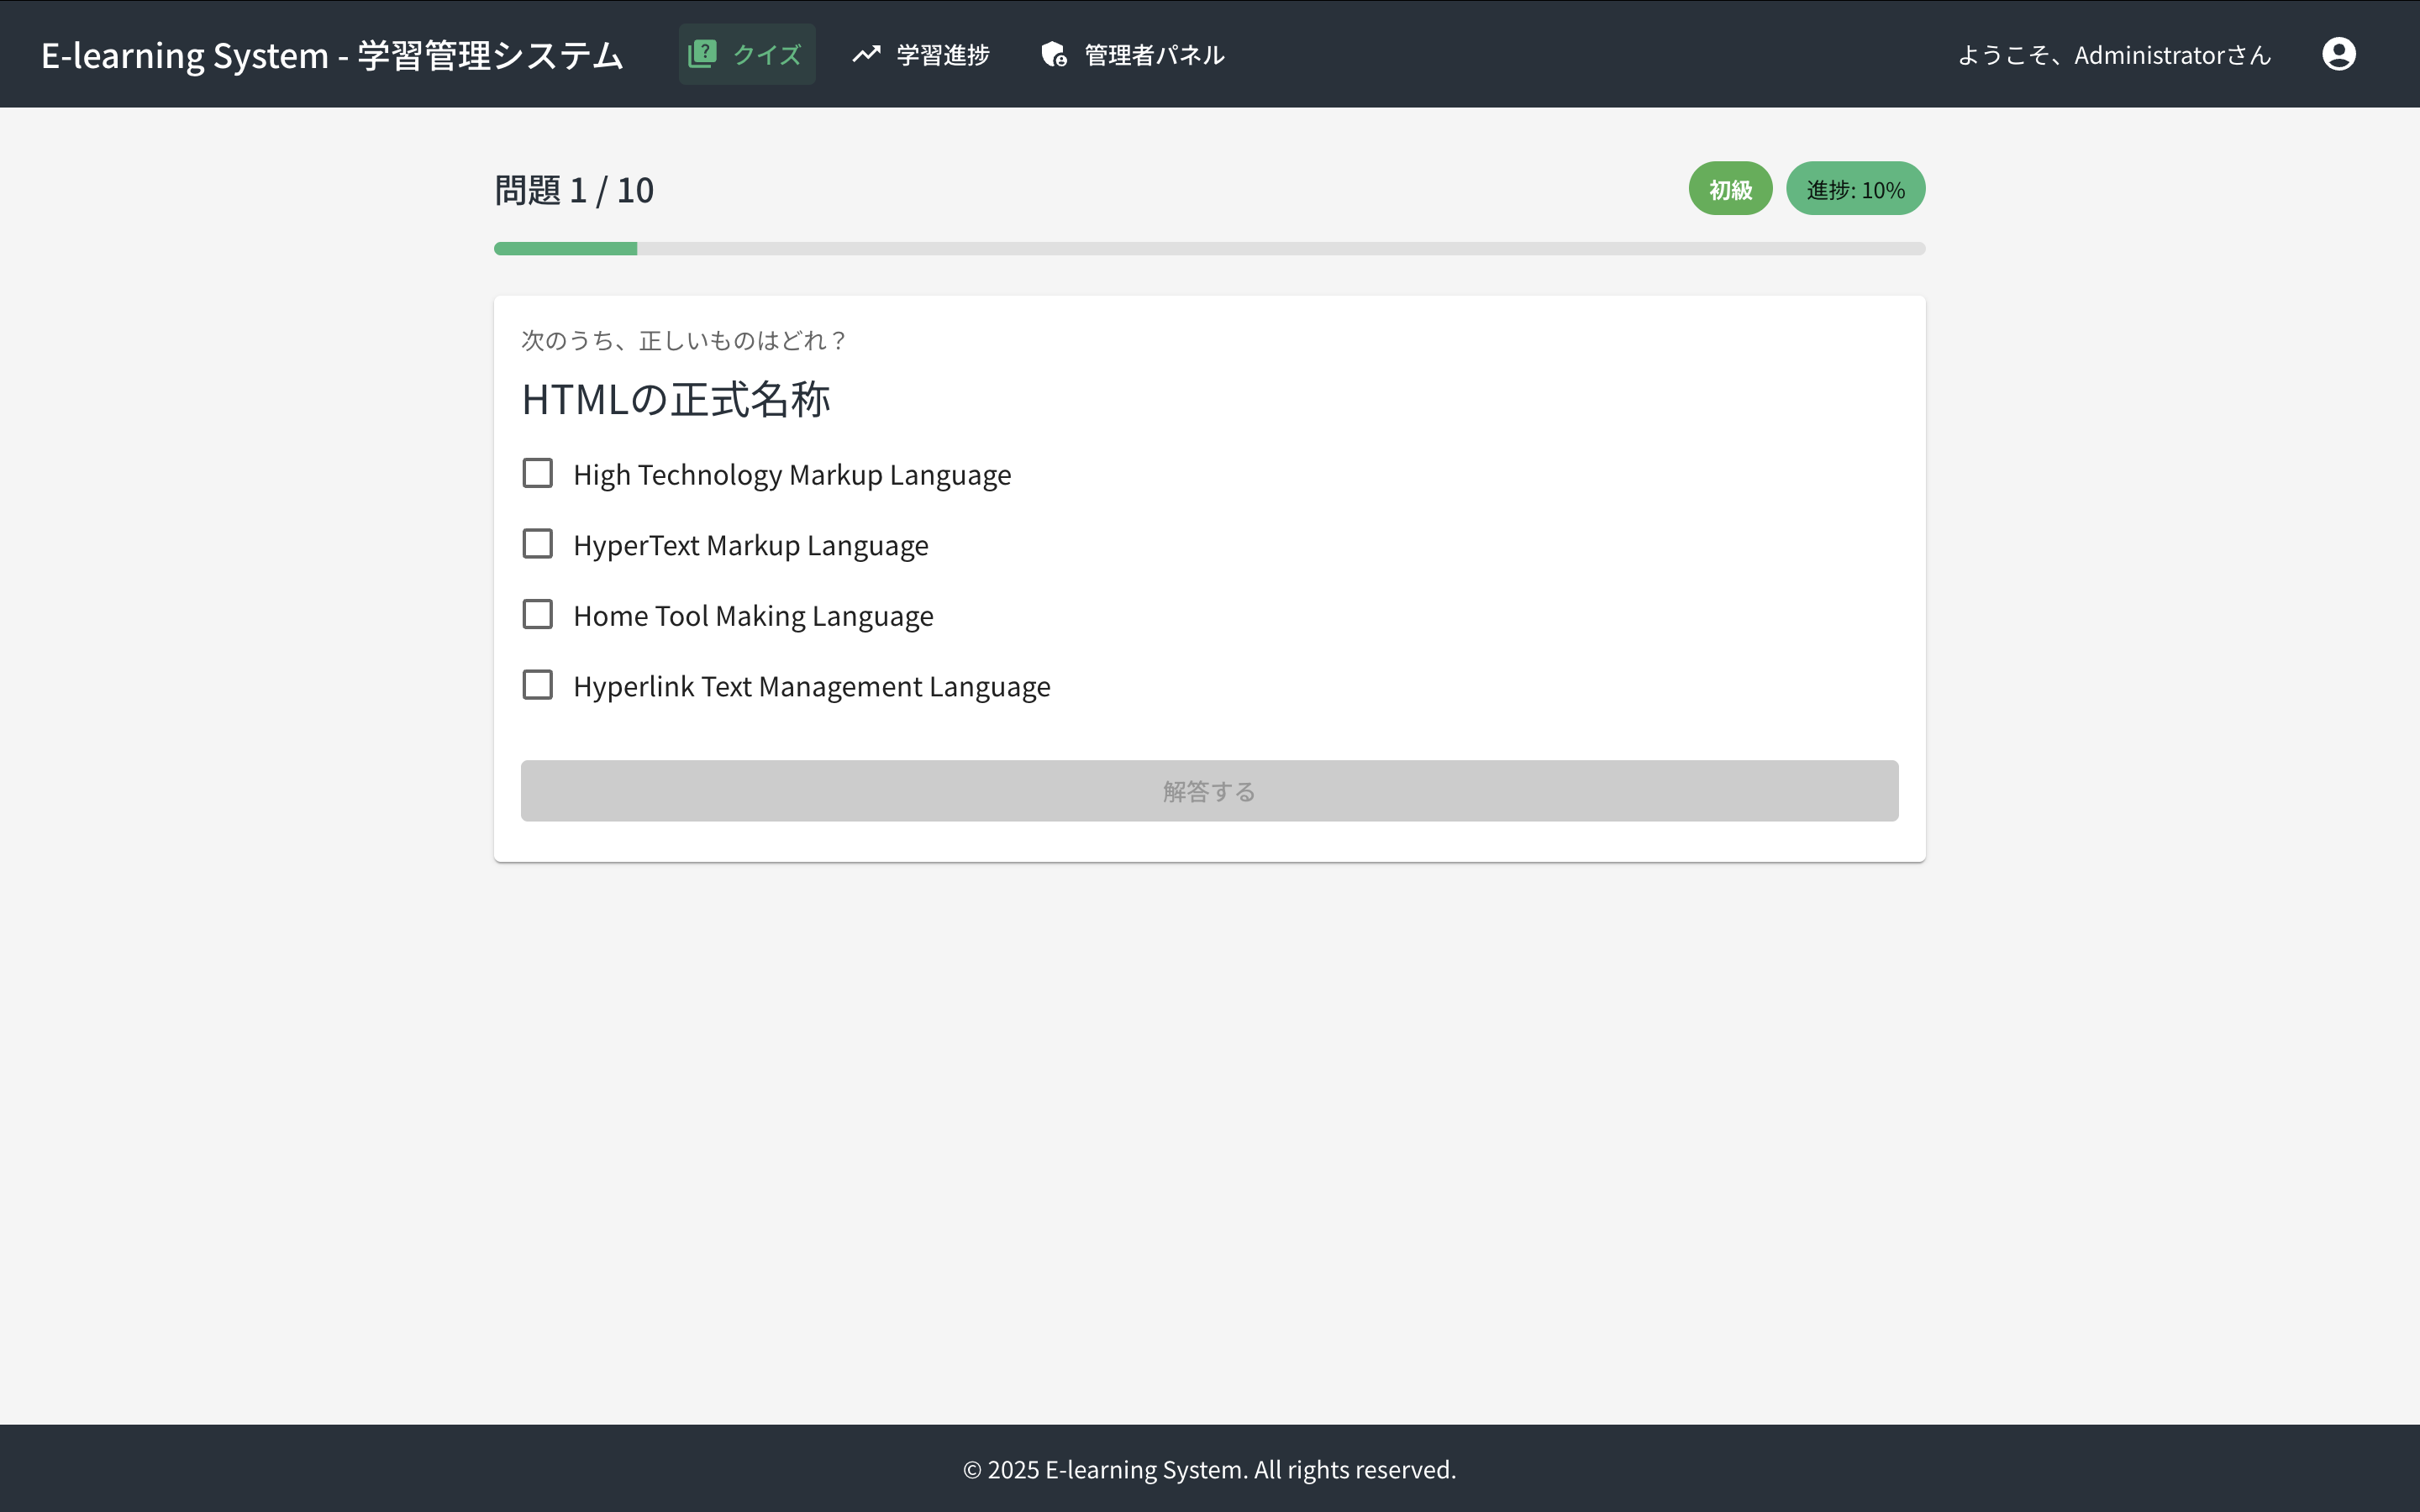 E-learning System - 学習管理システム
クイズ
学習進捗
管理者パネル
ようこそ、Administratorさん
問題 1 / 10
初級
進捗: 10%
次のうち、正しいものはどれ？
HTMLの正式名称
High Technology Markup Language
HyperText Markup Language
Home Tool Making Language
Hyperlink Text Management Language
解答する
© 2025 E-learning System. All rights reserved.